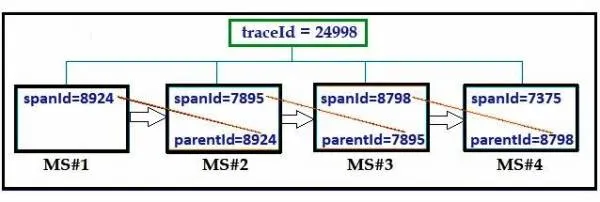 traceId = 24998
spanId=8924
spanId=7895
spanId=8798
spanId=7375
parentId=8924
parentId=7895
parentId=8798
MS#1
MS#2
MS#3
MS#4